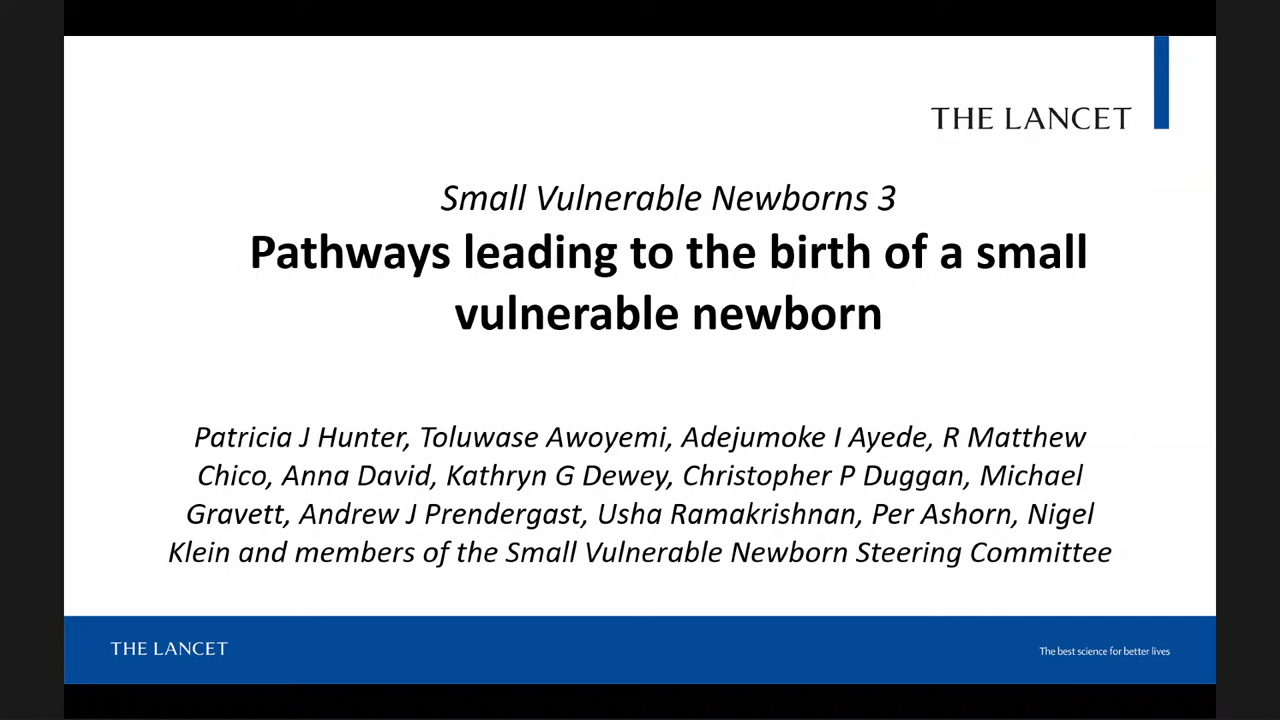 THE LANCET
Small Vulnerable Newborns 3
Pathways leading to the birth of a small
vulnerable newborn
Patricia J Hunter, Toluwase Awoyemi, Adejumoke I Ayede, R Matthew
Chico, Anna David, Kathryn G Dewey, Christopher P Duggan, Michael
Gravett, Andrew J Prendergast, Usha Ramakrishnan, Per Ashorn, Nigel
Klein and members of the Small Vulnerable Newborn Steering Committee
THE LANCET
The best science for better lives